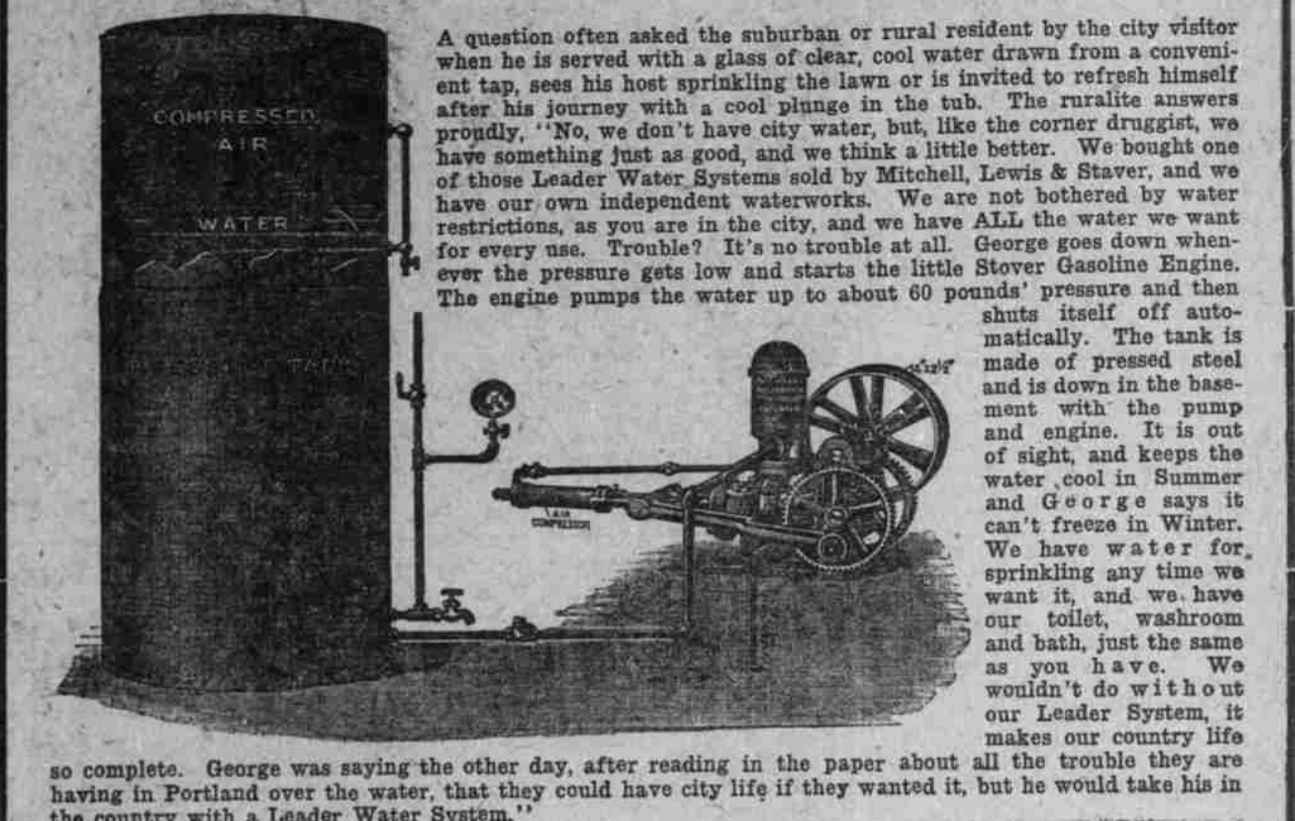 A question often asked the suburban or rural resident by the city visitor
when he is served with a glass of clear, cool water drawn from a conveni-
ent tap, sees his host sprinkling the lawn or is invited to refresh himself
after his journey with a cool plunge in the tub. The ruralite answers
proudly, "No, we don't have city water, but, like the corner druggist, we
have something just as good, and we think a little better. We bought one
of those Leader Water Systems sold by Mitchell, Lewis & Staver, and we
have our own independent waterworks. We are not bothered by water
restrictions, as you are in the city, and we have ALL the water we want
for every use. Trouble? It's no trouble at all. George goes down when-
ever the pressure gets low and starts the little Stover Gasoline Engine.
The engine pumps the water up to about 60 pounds' pressure and then
shuts itself off auto-
matically. The tank is
made of pressed steel
and is down in the base-
ment with the pump
and engine. It is out
of sight, and keeps the
water cool in Summer
and George says it
can't freeze in Winter.
We have water for
sprinkling any time we
want it, and we have
our toilet, washroom
and bath, just the same
as you have. We
wouldn't do without
our Leader System, it
makes our country life
so complete. George was saying the other day, after reading in the paper about all the trouble they are
having in Portland over the water, that they could have city life if they wanted it, but he would take his in
the country with a Leader Water System."
COMPRESSED
AIR
WATER
TANK
AIR
COMPRESSOR